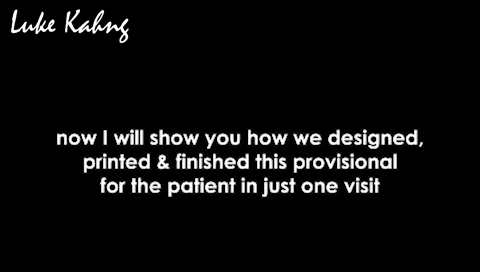 Luke Kahng
now I will show you how we designed,
printed & finished this provisional
for the patient in just one visit